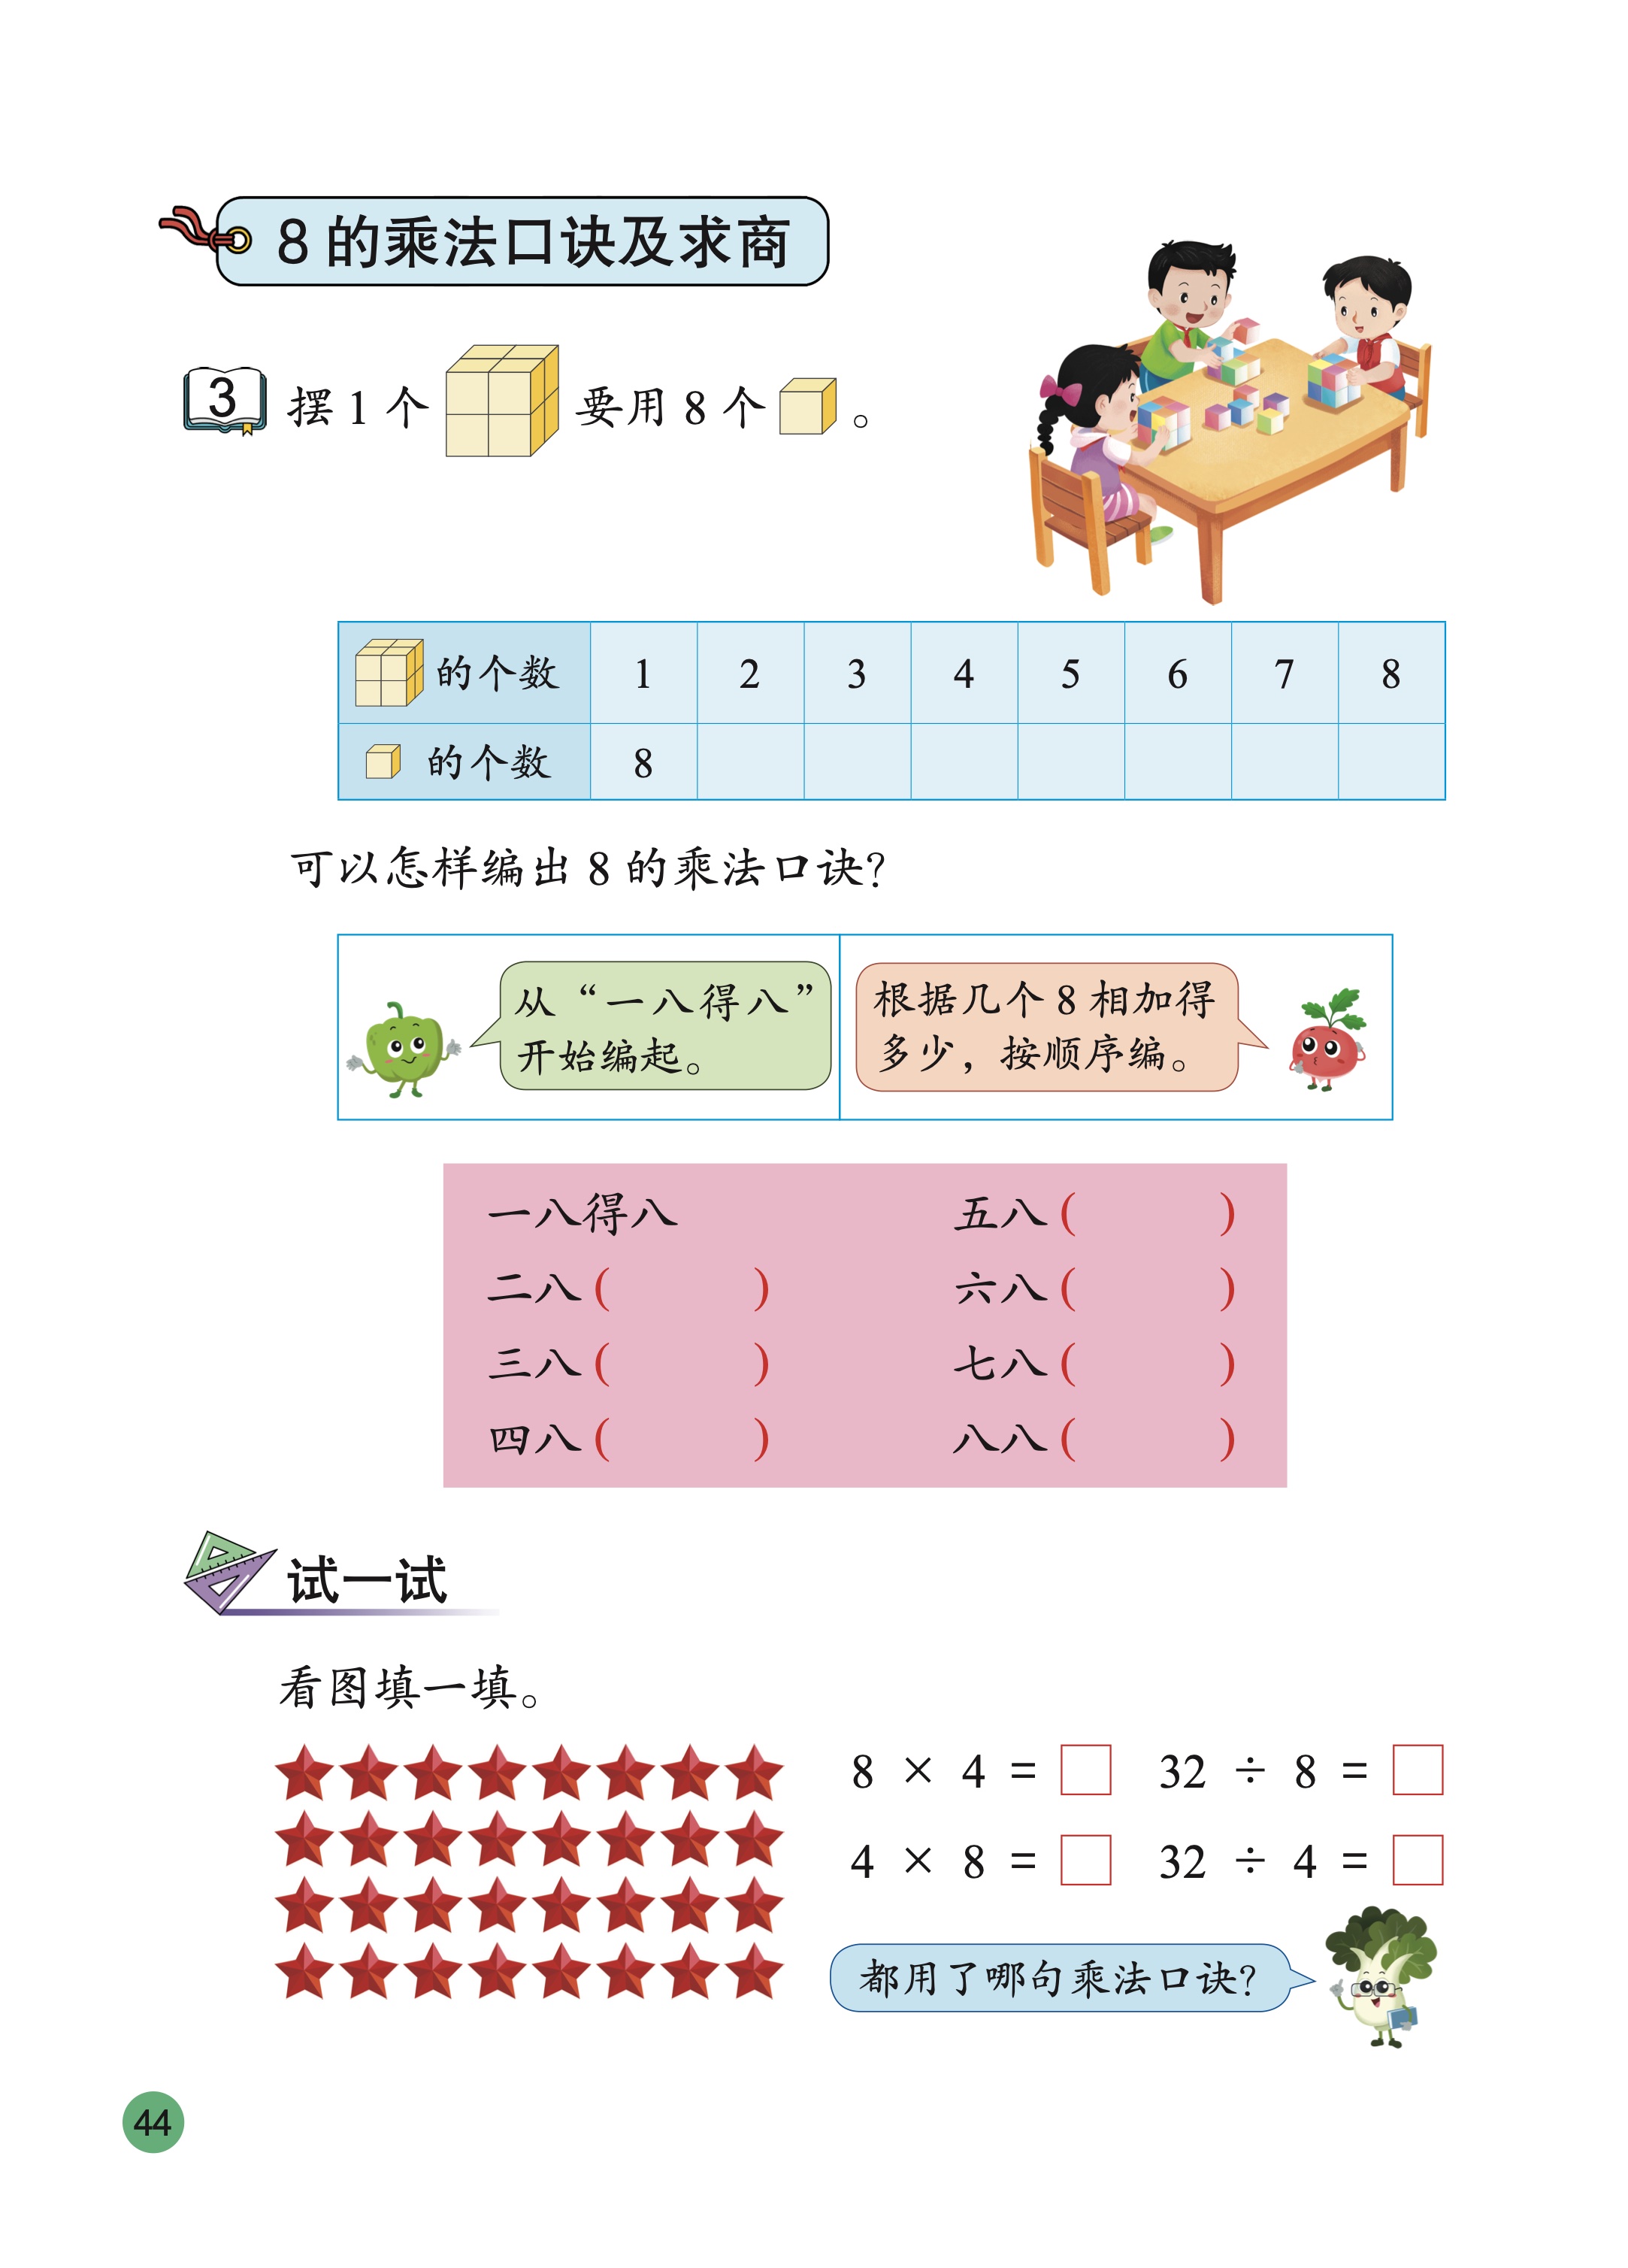 8 的乘法口诀及求商
3 摆 1 个 要用 8 个 。
的个数 1 2 3 4 5 6 7 8
的个数 8
可以怎样编出 8 的乘法口诀?
从“一八得八”
开始编起。
根据几个 8 相加得
多少，按顺序编。
一八得八 五八( )
二八( ) 六八( )
三八( ) 七八( )
四八( ) 八八( )
试一试
看图填一填。
8 × 4 = □ 32 ÷ 8 = □
4 × 8 = □ 32 ÷ 4 = □
都用了哪句乘法口诀?
44